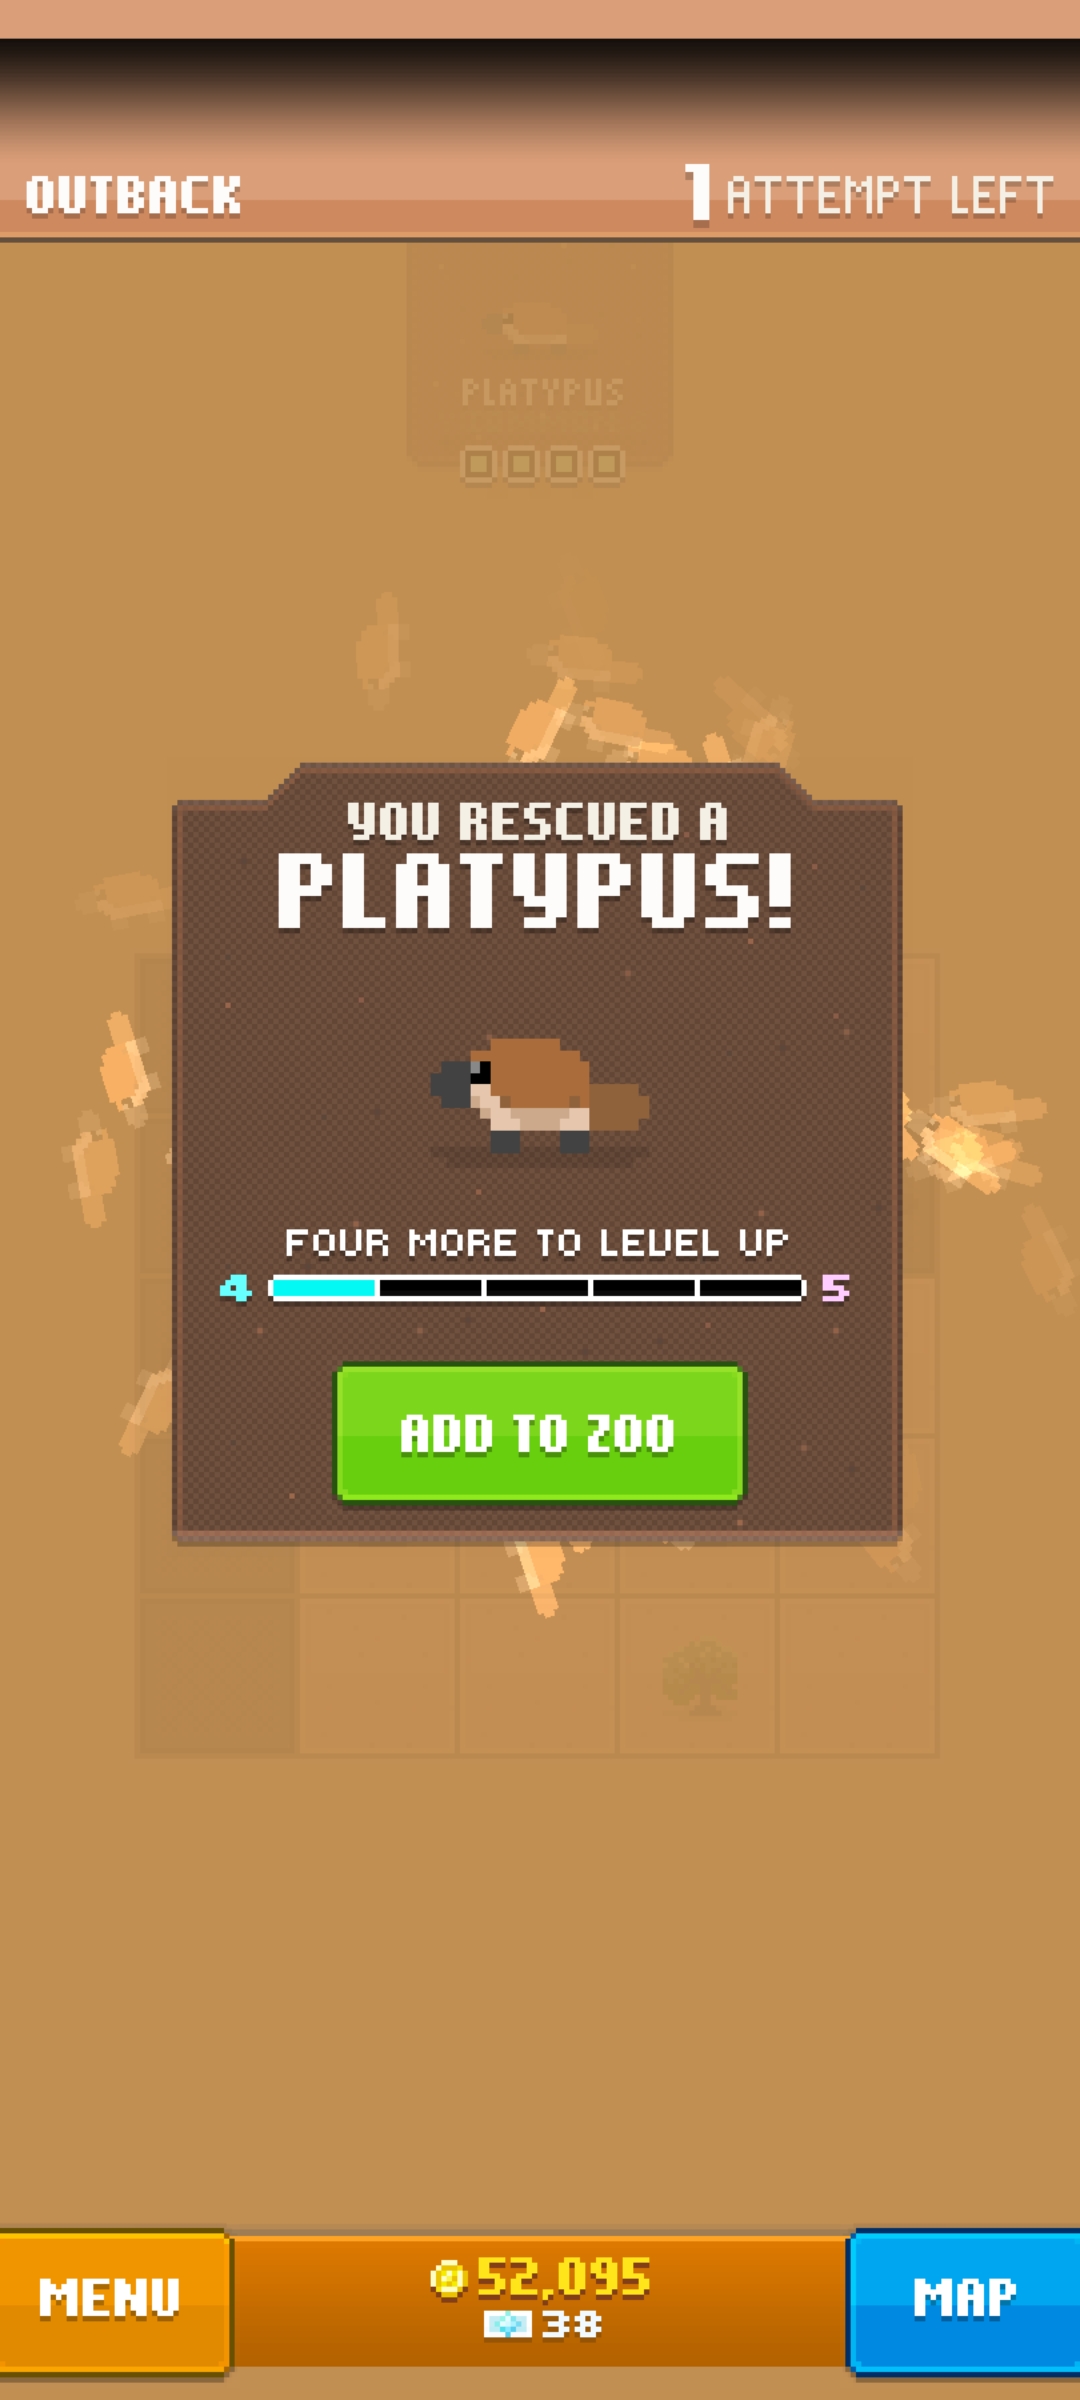 OUTBACK
1 ATTEMPT LEFT
PLATYPUS
YOU RESCUED A
PLATYPUS!
FOUR MORE TO LEVEL UP
4 5
ADD TO ZOO
MENU
52,095
38
MAP